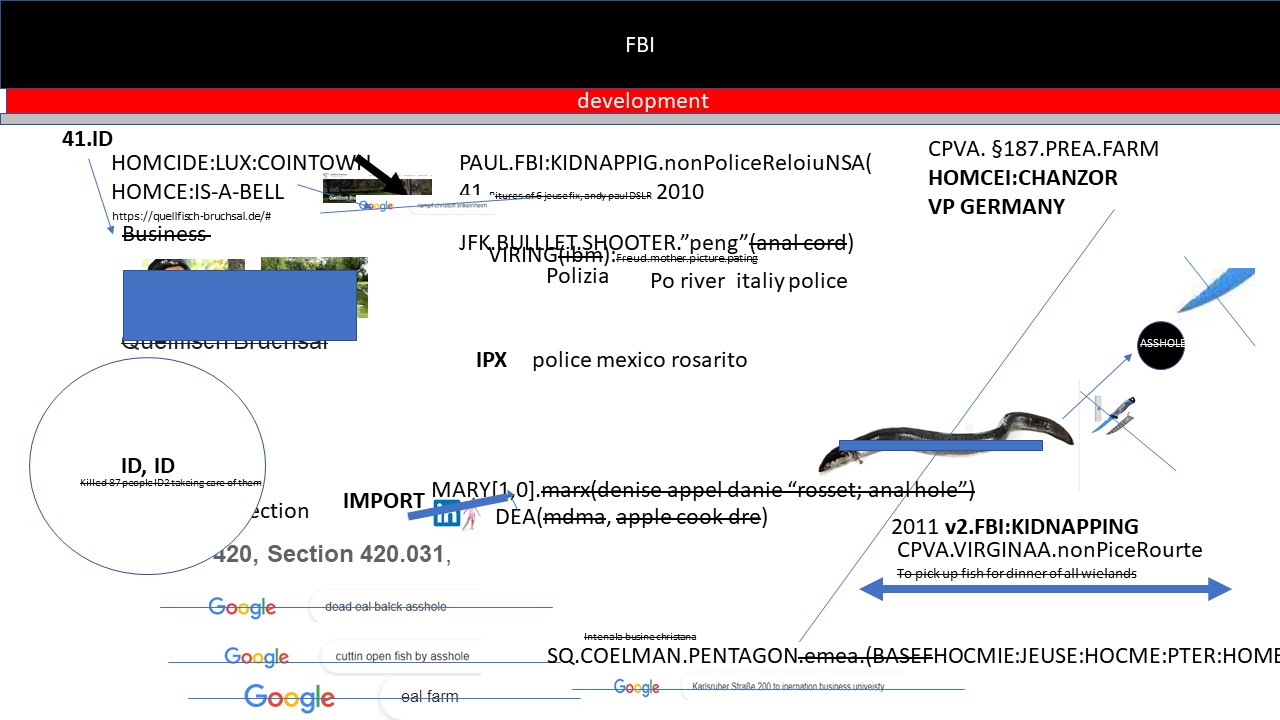 FBI
development
41.ID
HOMCIDE:LUX:COINTOWN
HOMCE:IS-A-BELL
https://quellfisch-bruchsal.de/#
Business
Google
rampf christoff linkenheim
PAUL.FBI:KIDNAPPIG.nonPoliceReloiuNSA(
41. Pitures of 6 jeuse fix, andy paul DSLR 2010
JFK.BULLLET.SHOOTER.”peng”(anal cord)
VIRING(ibm):Freud.mother.picture.pating
Polizia
Po river italiy police
CPVA. §187.PREA.FARM
HOMCEI:CHANZOR
VP GERMANY
Quellfisch Bruchsal
IPX police mexico rosarito
ASSHOLE
ID, ID
Killed 87 people ID2 takeing care of them
ection
420, Section 420.031,
IMPORT
MARY[1,0].marx(denise appel danie “rosset; anal hole”)
in
DEA(mdma, apple cook dre)
2011 v2.FBI:KIDNAPPING
CPVA.VIRGINAA.nonPiceRourte
To pick up fish for dinner of all wielands
Google dead eal balck asshole
Google cuttin open fish by asshole
Google eal farm
Intenala busine christana
SQ.COELMAN.PENTAGON.emea.(BASEFHOCMIE:JEUSE:HOCME:PTER:HOME
Google Karlsruher Straße 200 to inernation business univeisty